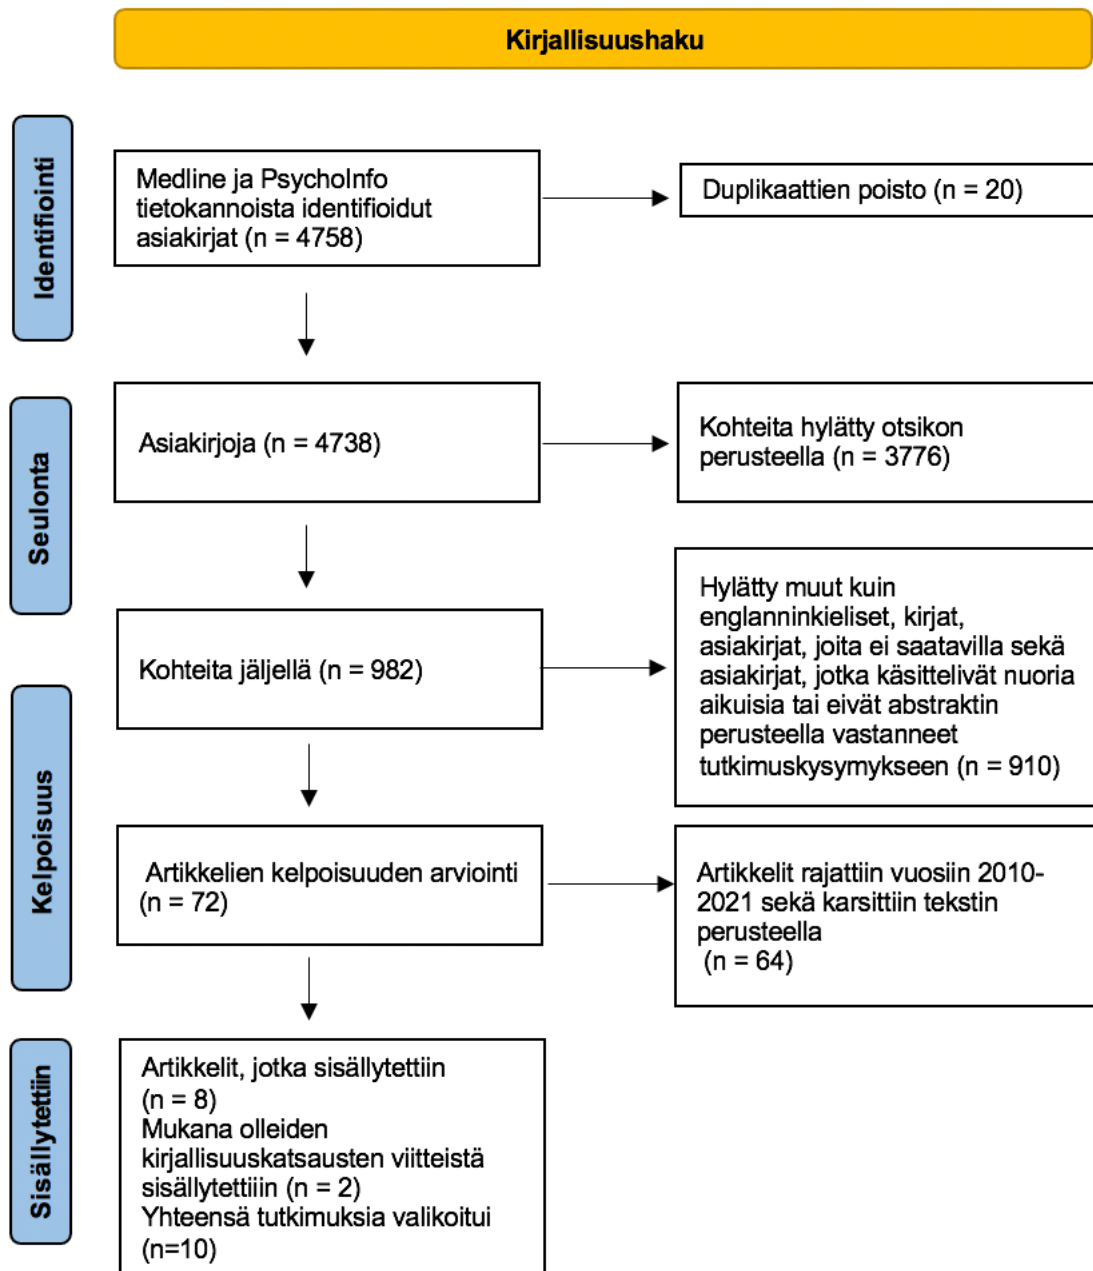 Kirjallisuushaku
Identifiointi
Medline ja PsychoInfo
tietokannoista identifioidut
asiakirjat (n = 4758)
Duplikaattien poisto (n = 20)
Seulonta
Asiakirjoja (n = 4738)
Kohteita hylätty otsikon
perusteella (n = 3776)
Kohteita jäljellä (n = 982)
Hylätty muut kuin
englanninkieliset, kirjat,
asiakirjat, joita ei saatavilla sekä
asiakirjat, jotka käsittelivät nuoria
aikuisia tai eivät abstraktin
perusteella vastanneet
tutkimuskysymykseen (n = 910)
Kelpoisuus
Artikkelien kelpoisuuden arviointi
(n = 72)
Artikkelit rajattiin vuosiin 2010-
2021 sekä karsittiin tekstin
perusteella
(n = 64)
Sisällytettiin
Artikkelit, jotka sisällytettiin
(n = 8)
Mukana olleiden
kirjallisuuskatsausten viitteistä
sisällytettiiin (n = 2)
Yhteensä tutkimuksia valikoitui
(n=10)